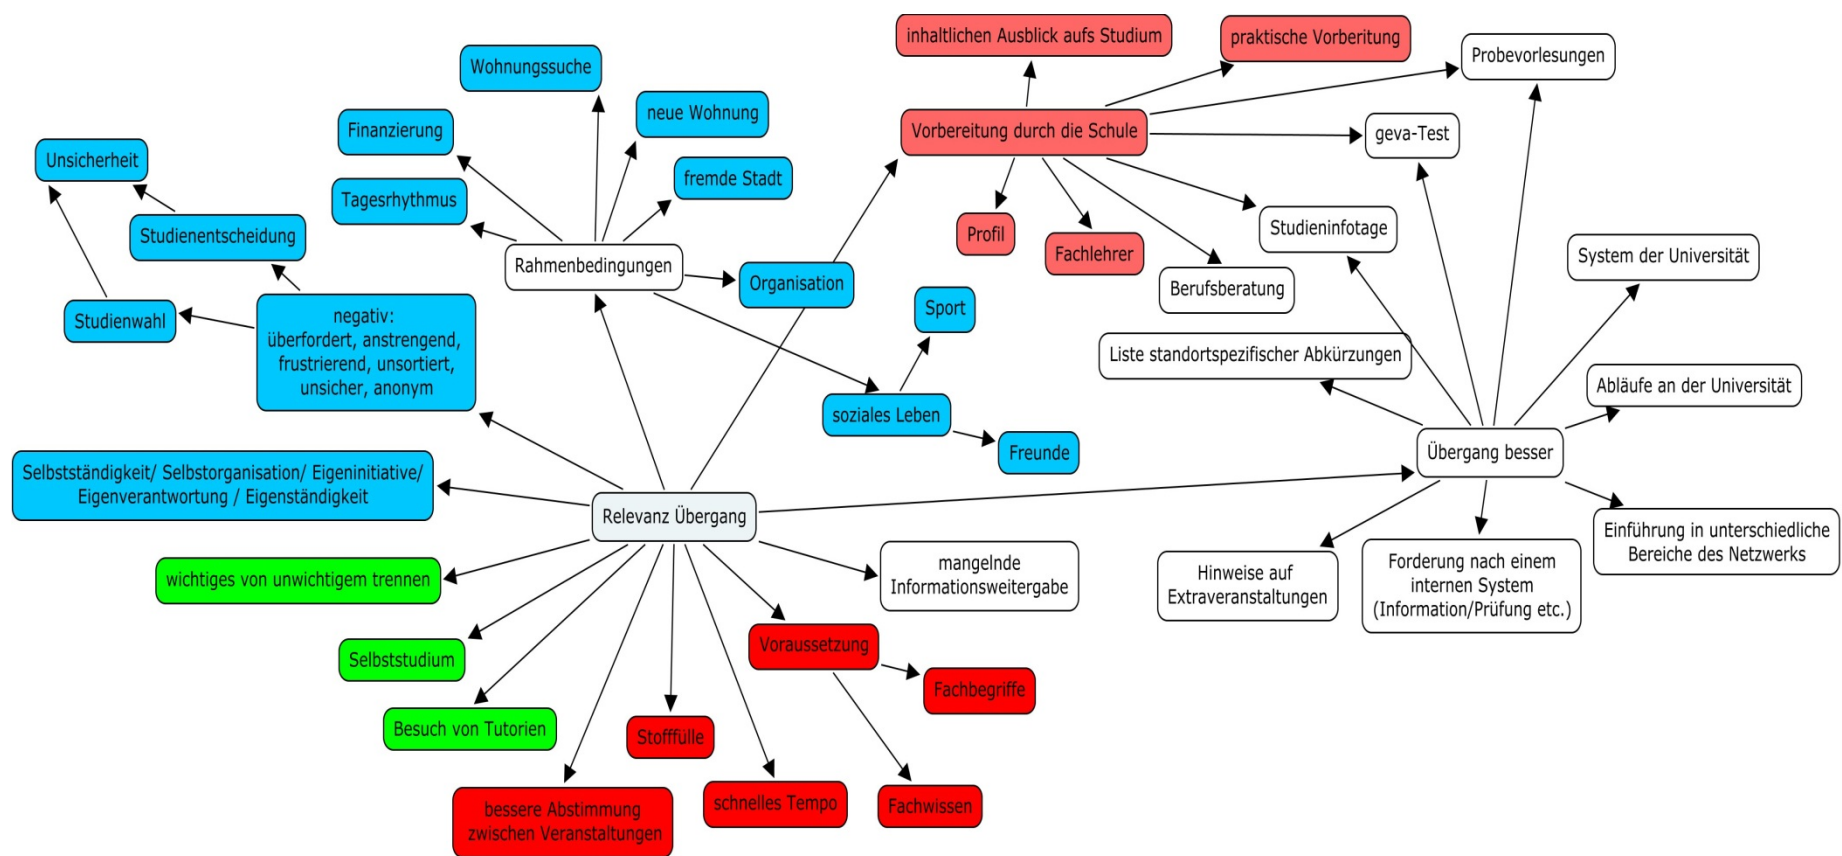 inhaltlichen Ausblick aufs Studium
praktische Vorberitung
Probevorlesungen
Wohnungssuche
neue Wohnung
Finanzierung
Vorbereitung durch die Schule
geva-Test
Unsicherheit
fremde Stadt
Tagesrhythmus
Studienentscheidung
Profil
Fachlehrer
Studieninfotage
System der Universität
Rahmenbedingungen
Organisation
Berufsberatung
Studienwahl
negativ:
überfordert, anstrengend,
frustrierend, unsortiert,
unsicher, anonym
Sport
Liste standortspezifischer Abkürzungen
Abläufe an der Universität
soziales Leben
Freunde
Übergang besser
Selbstständigkeit/ Selbstorganisation/ Eigeninitiative/
Eigenverantwortung / Eigenständigkeit
Relevanz Übergang
Einführung in unterschiedliche
Bereiche des Netzwerks
mangelnde
Informationsweitergabe
Hinweise auf
Extraveranstaltungen
Forderung nach einem
internen System
(Information/Prüfung etc.)
wichtiges von unwichtigem trennen
Selbststudium
Voraussetzung
Fachbegriffe
Besuch von Tutorien
Stofffülle
bessere Abstimmung
zwischen Veranstaltungen
schnelles Tempo
Fachwissen